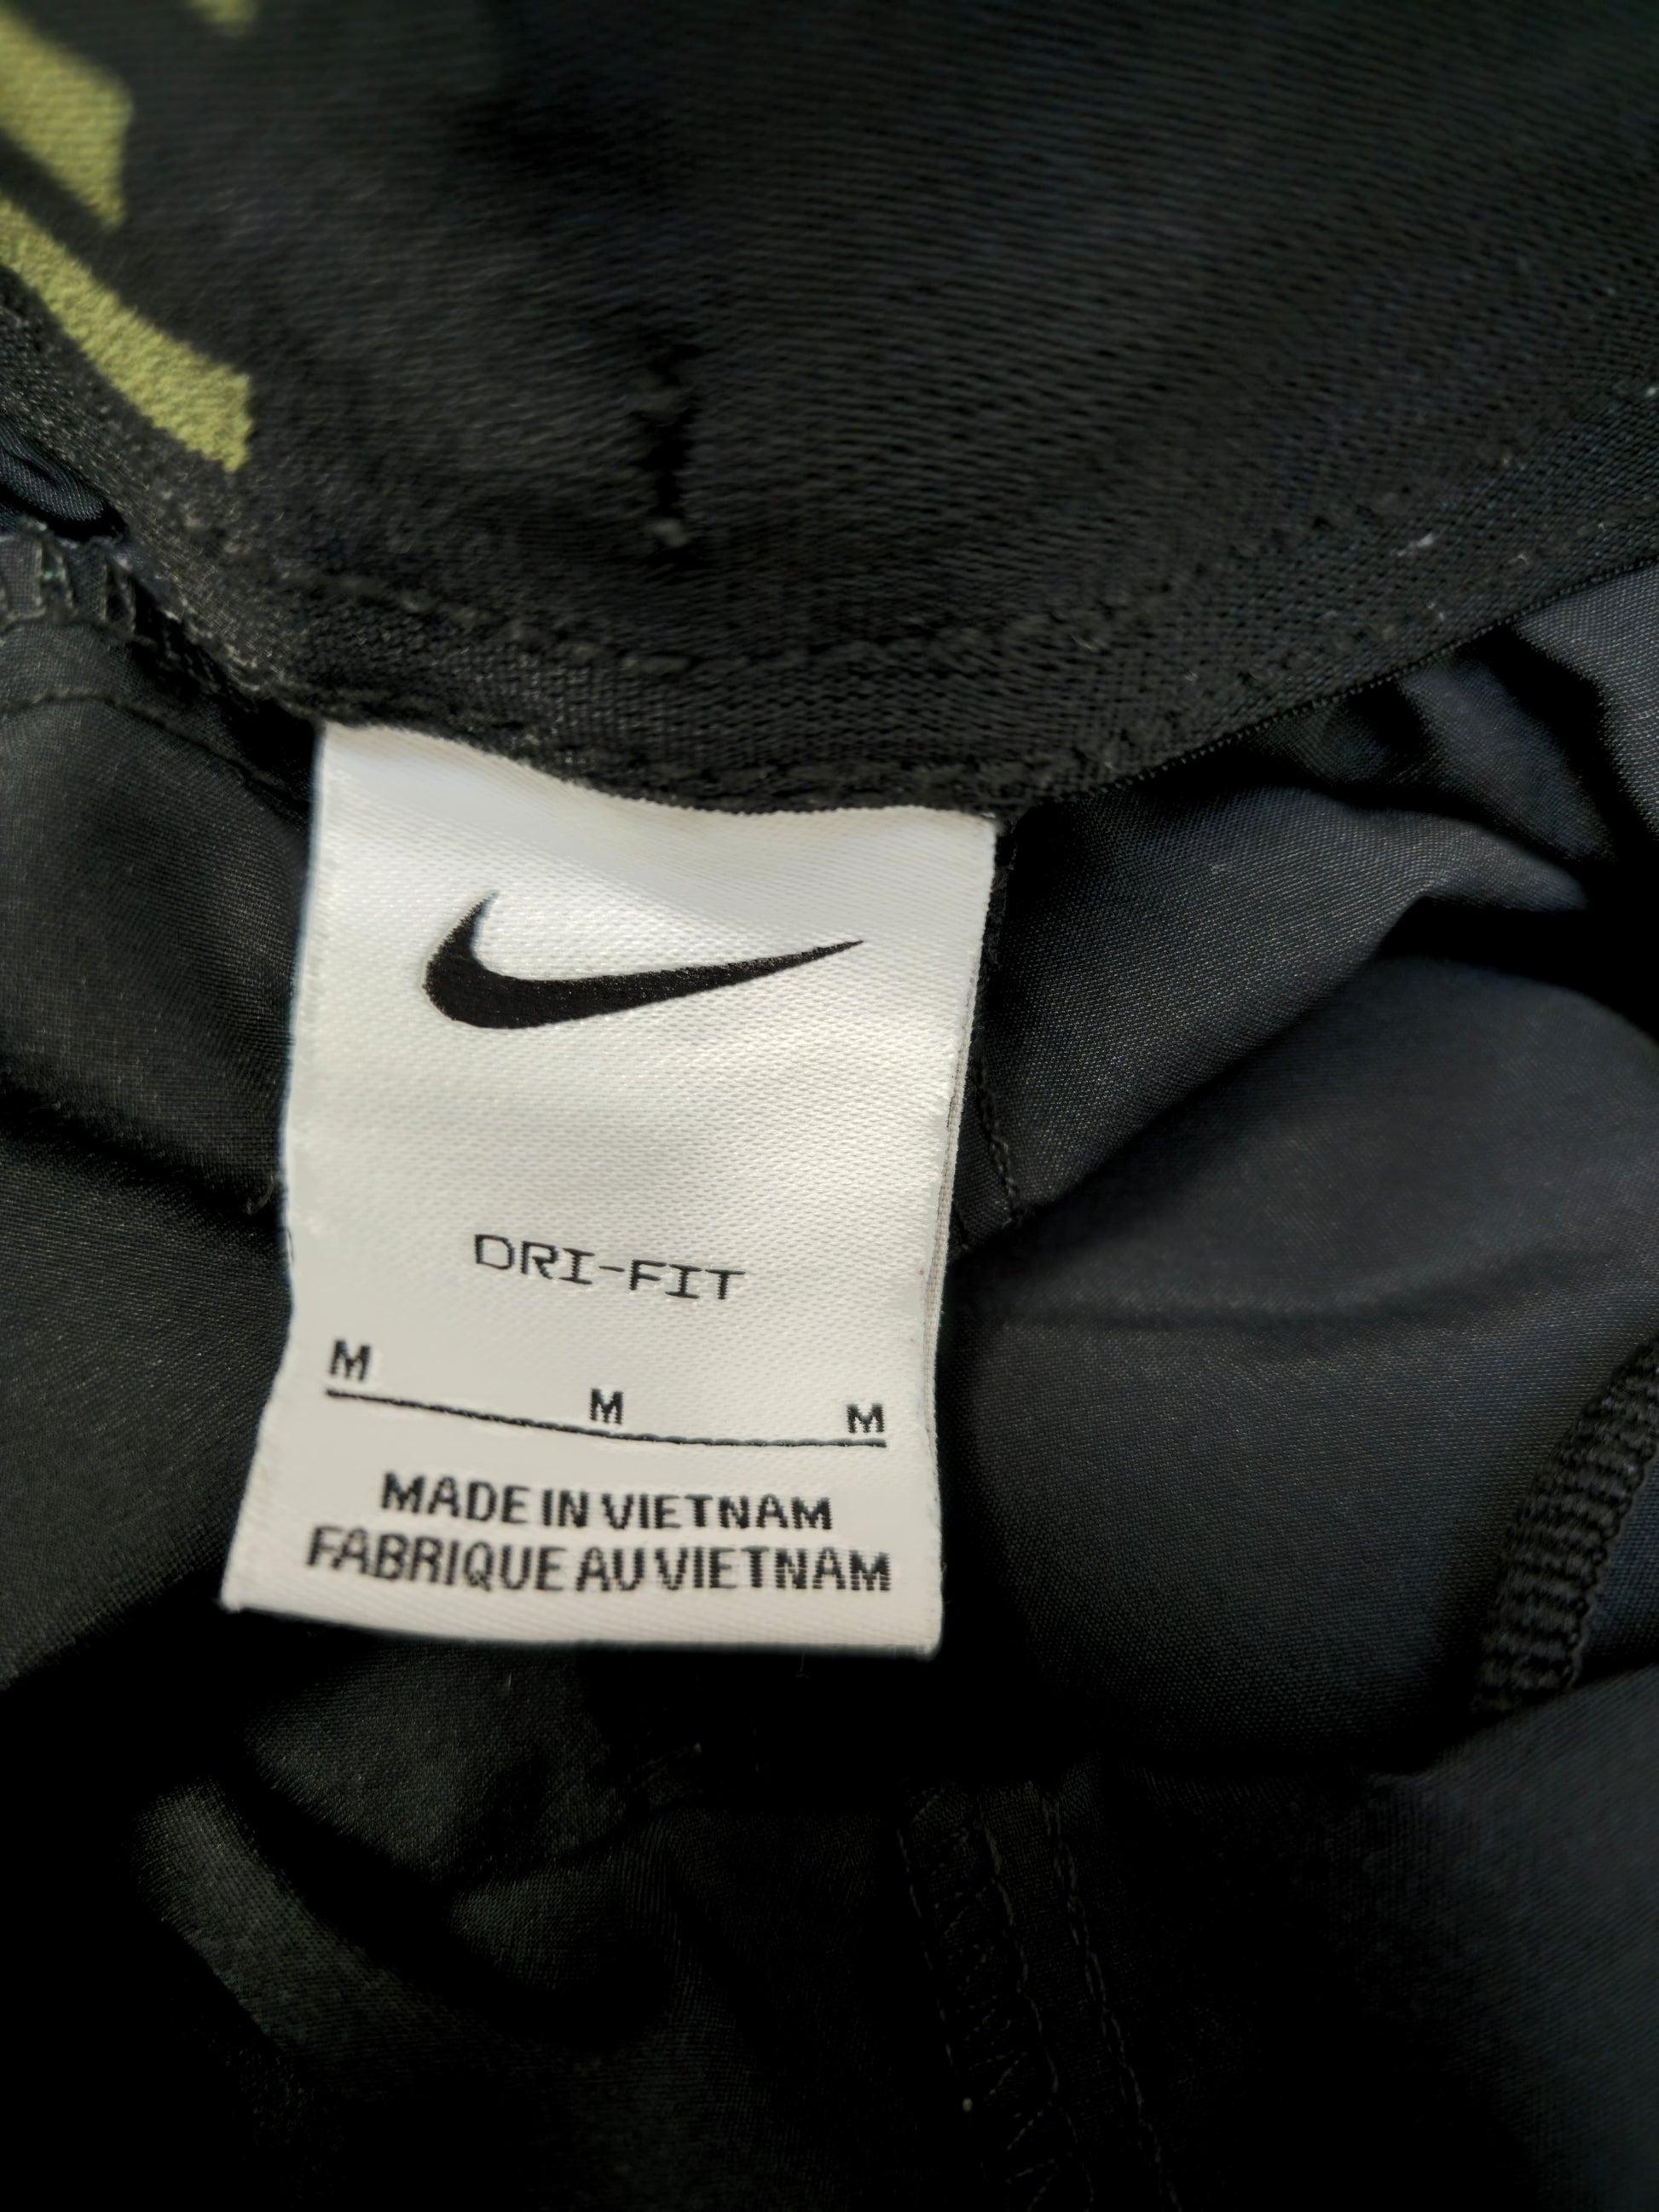 DRI-FIT
M M M
MADE IN VIETNAM
FABRIQUE AU VIETNAM